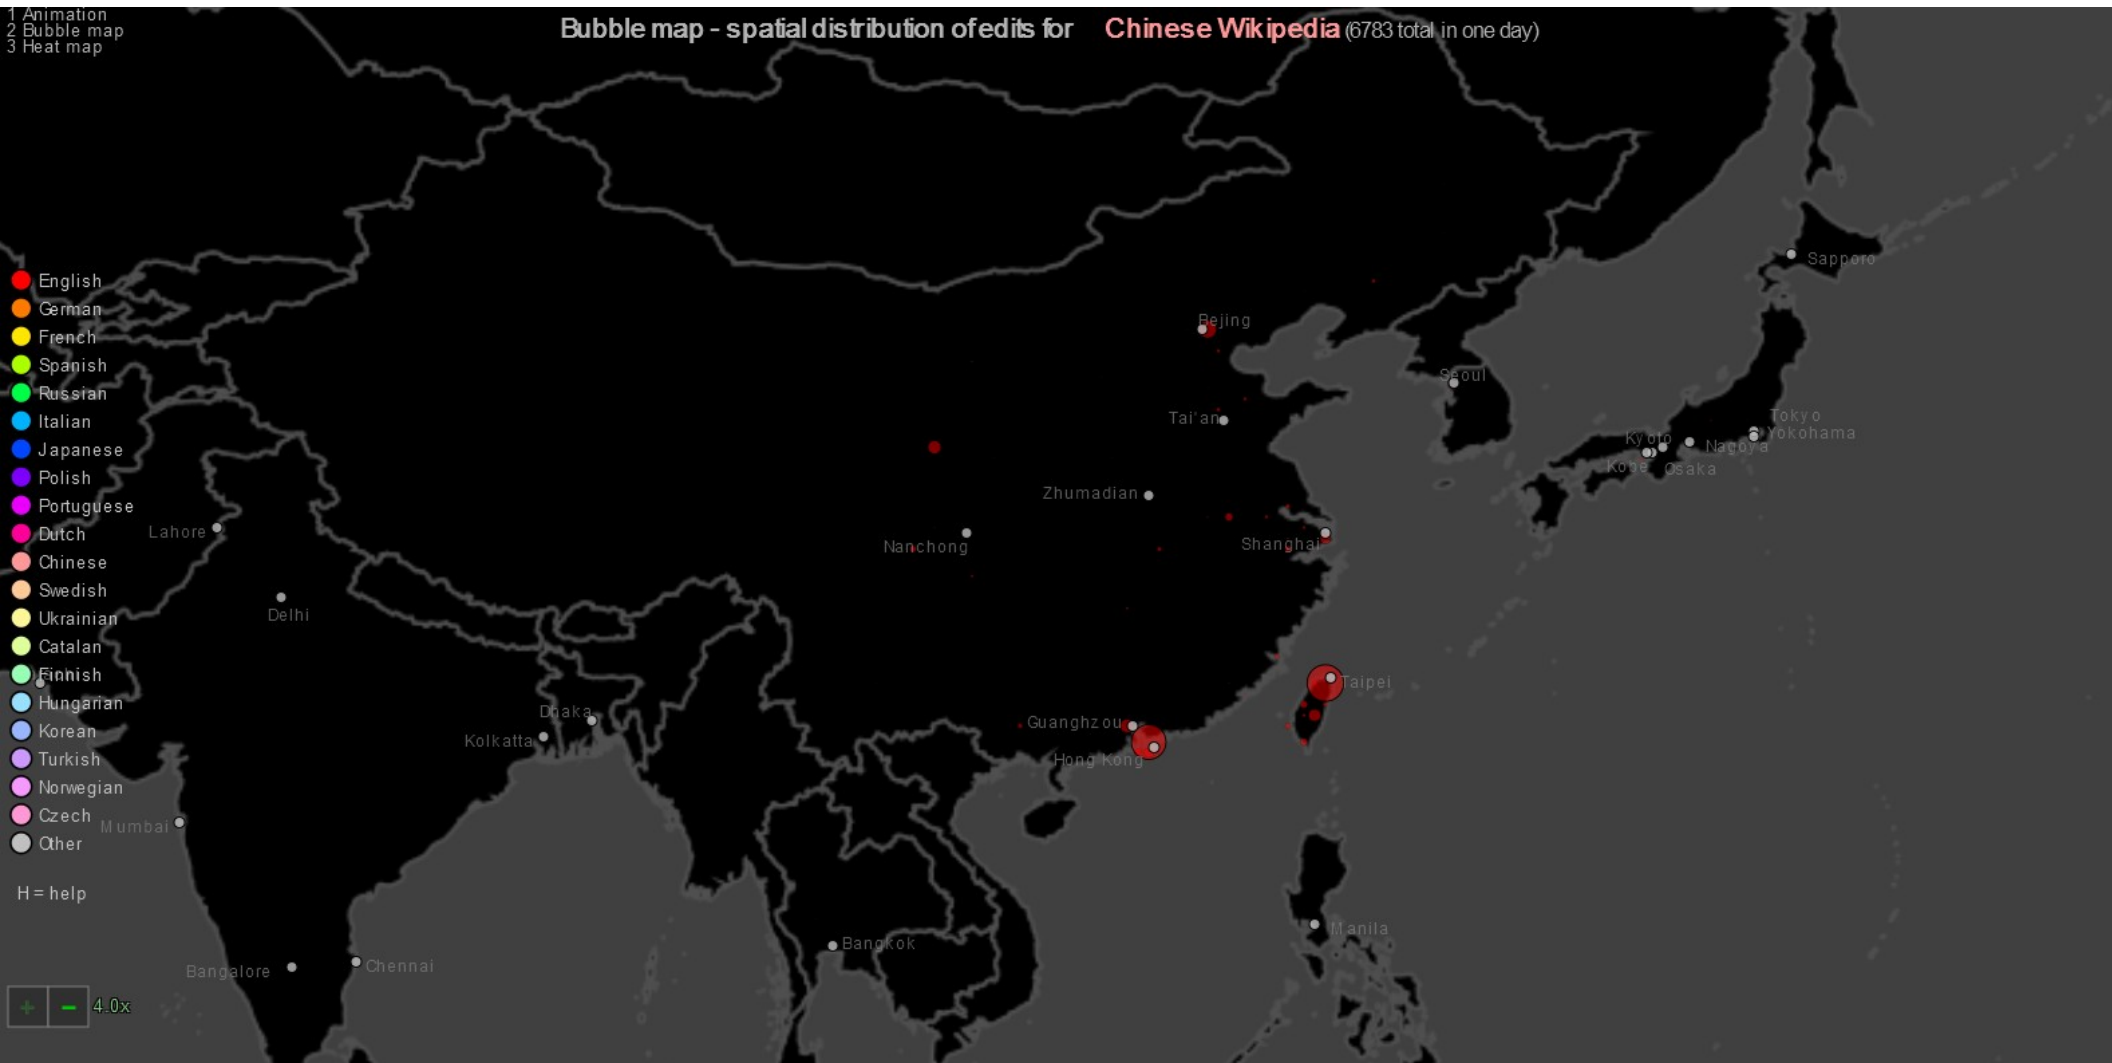 1 Animation
2 Bubble map
3 Heat map
Bubble map - spatial distribution of edits for Chinese Wikipedia (6783 total in one day)
English
German
French
Spanish
Russian
Italian
Japanese
Polish
Portuguese
Dutch
Chinese
Swedish
Ukrainian
Catalan
Finnish
Hungarian
Korean
Turkish
Norwegian
Czech
Other
H = help
+ − 4.0x
Sapporo
Bejing
Seoul
Tai'an
Tokyo
Yokohama
Kyoto
Nagoya
Kobe
Osaka
Zhumadian
Lahore
Nanchong
Shanghai
Delhi
Taipei
Dhaka
Guanghzou
Kolkatta
Hong Kong
Mumbai
Manila
Bangkok
Bangalore
Chennai